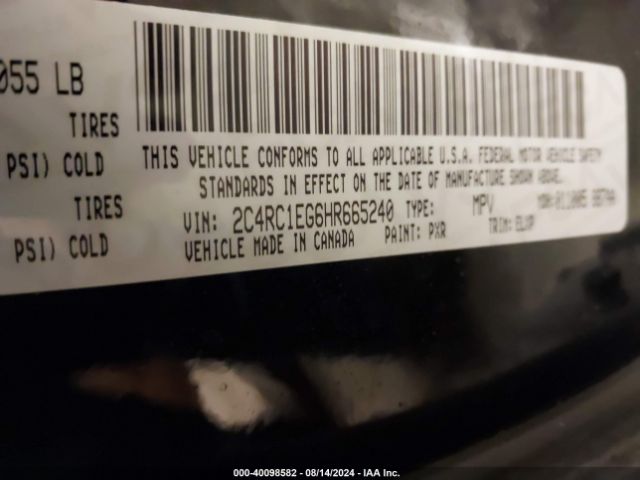 055 LB
TIRES
PSI) COLD
TIRES
PSI) COLD
THIS VEHICLE CONFORMS TO ALL APPLICABLE U.S.A. FEDERAL MOTOR VEHICLE SAFETY
STANDARDS IN EFFECT ON THE DATE OF MANUFACTURE SHOWN ABOVE.
VIN: 2C4RC1EG6HR665240 TYPE: MPV
VEHICLE MADE IN CANADA PAINT: PXR TRIM:
000-40098582 - 08/14/2024 - IAA Inc.